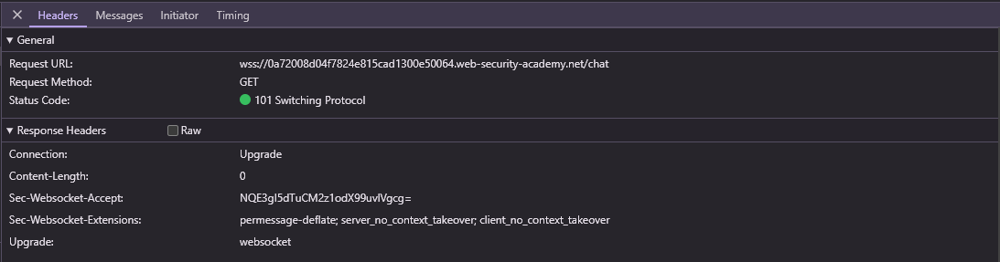 Headers Messages Initiator Timing
General
Request URL: wss://0a72008d04f7824e815cad1300e50064.web-security-academy.net/chat
Request Method: GET
Status Code: 101 Switching Protocol
Response Headers Raw
Connection: Upgrade
Content-Length: 0
Sec-Websocket-Accept: NQE3gI5dTuCM2z1odX99uvlVgcg=
Sec-Websocket-Extensions: permessage-deflate; server_no_context_takeover; client_no_context_takeover
Upgrade: websocket